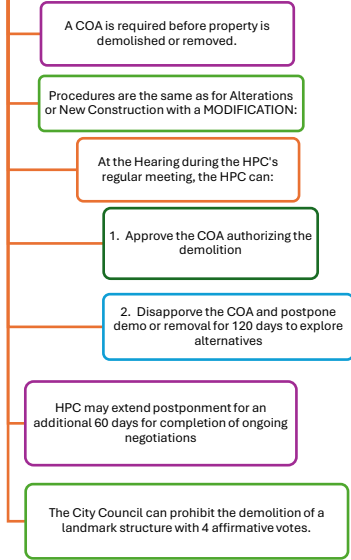 A COA is required before property is
demolished or removed.
Procedures are the same as for Alterations
or New Construction with a MODIFICATION:
At the Hearing during the HPC's
regular meeting, the HPC can:
1. Approve the COA authorizing the
demolition
2. Disapporve the COA and postpone
demo or removal for 120 days to explore
alternatives
HPC may extend postponment for an
additional 60 days for completion of ongoing
negotiations
The City Council can prohibit the demolition of a
landmark structure with 4 affirmative votes.